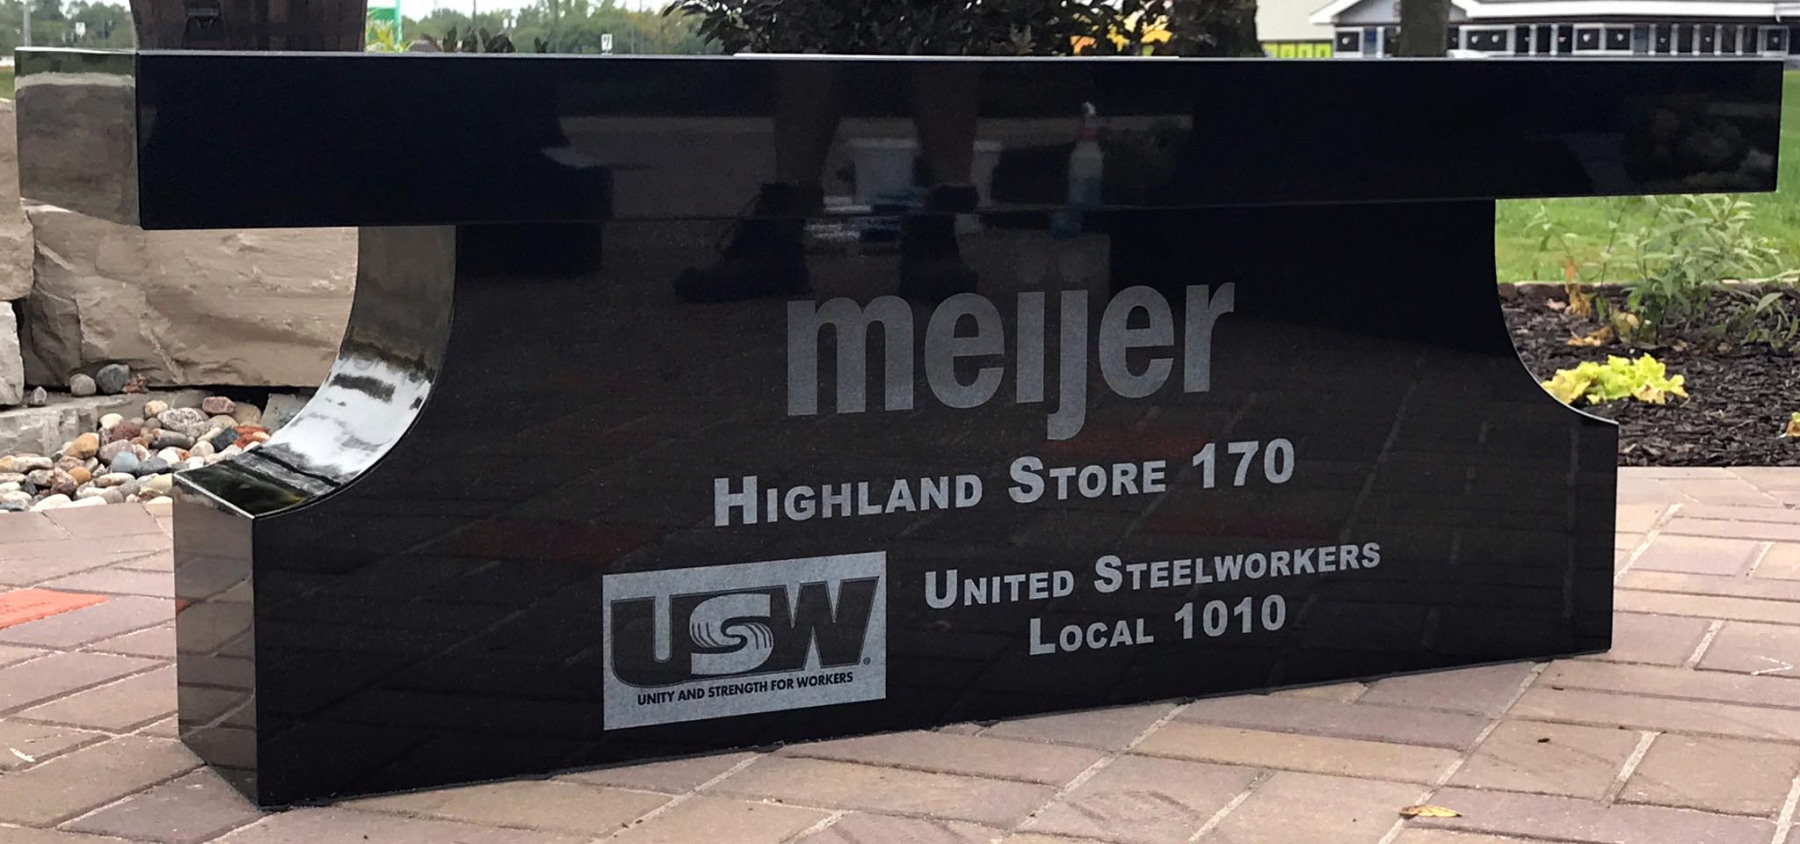 meijer
HIGHLAND STORE 170
USW®
UNITY AND STRENGTH FOR WORKERS
UNITED STEELWORKERS
LOCAL 1010